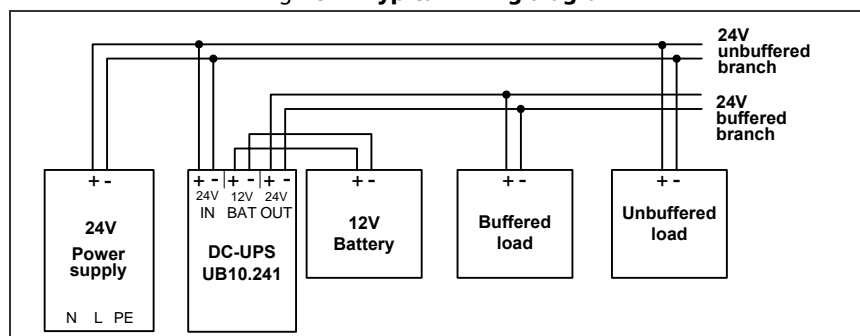 24V
unbuffered
branch
24V
buffered
branch
+ -
24V
Power
supply
N L PE
+ - + - + -
24V 12V 24V
IN BAT OUT
DC-UPS
UB10.241
+ -
12V
Battery
+ -
Buffered
load
+ -
Unbuffered
load